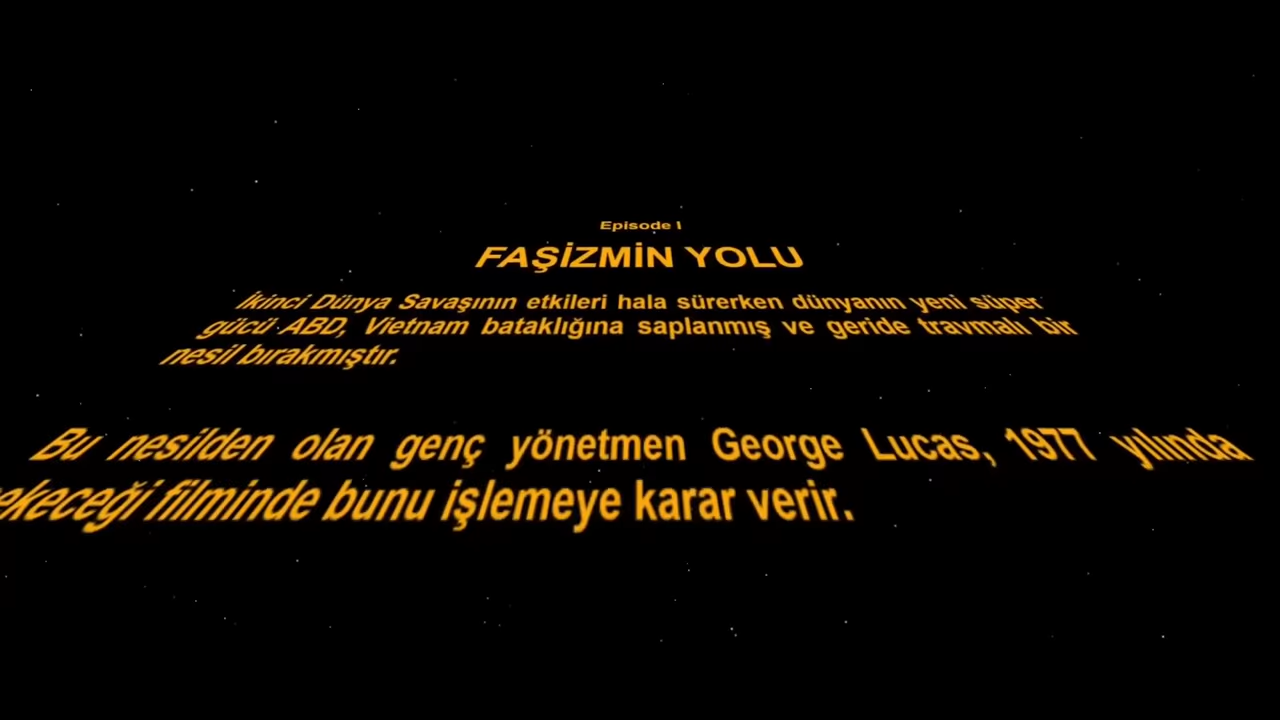 Episode I
FAŞİZMİN YOLU
İkinci Dünya Savaşının etkileri hala sürerken dünyanın yeni süper
gücü ABD, Vietnam bataklığına saplanmış ve geride travmalı bir
nesil bırakmıştır.
Bu nesilden olan genç yönetmen George Lucas, 1977 yılında
filminde bunu işlemeye karar verir.